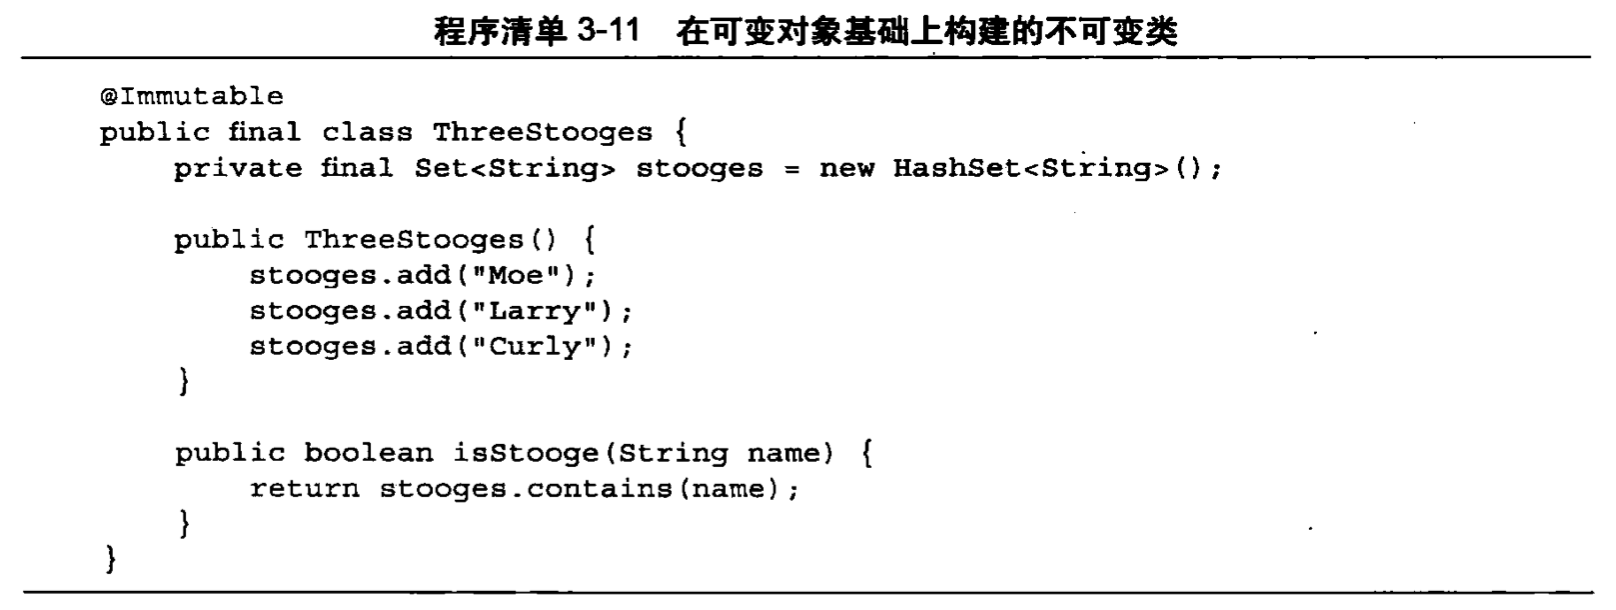 程序清单 3-11 在可变对象基础上构建的不可变类
@Immutable
public final class ThreeStooges {
    private final Set<String> stooges = new HashSet<String>();
    public ThreeStooges() {
        stooges.add("Moe");
        stooges.add("Larry");
        stooges.add("Curly");
    }
    public boolean isStooge(String name) {
        return stooges.contains(name);
    }
}